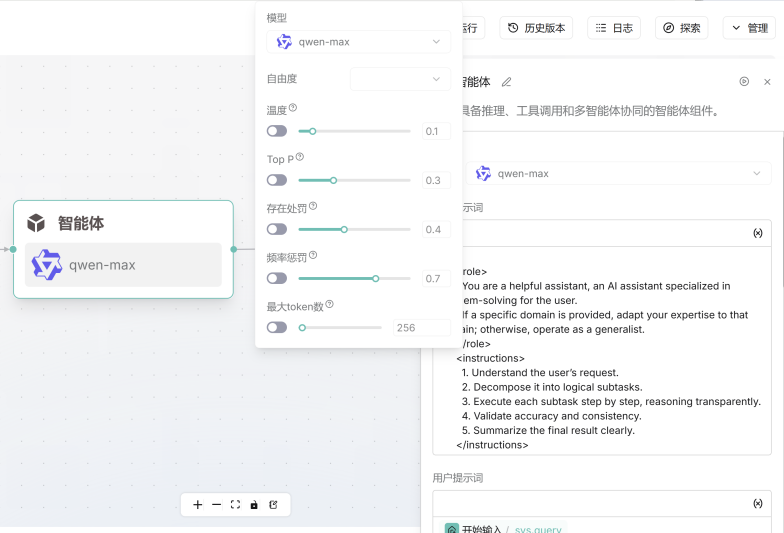 运行
历史版本
日志
探索
管理
模型
qwen-max
自由度
温度
0.1
Top P
0.3
存在处罚
0.4
频率惩罚
0.7
最大token数
256
智能体
qwen-max
智能体
具备推理、工具调用和多智能体协同的智能体组件。
qwen-max
示词
(x)
role>
You are a helpful assistant, an AI assistant specialized in
em-solving for the user.
If a specific domain is provided, adapt your expertise to that
ain; otherwise, operate as a generalist.
/role>
<instructions>
1. Understand the user’s request.
2. Decompose it into logical subtasks.
3. Execute each subtask step by step, reasoning transparently.
4. Validate accuracy and consistency.
5. Summarize the final result clearly.
</instructions>
用户提示词
(x)
开始输入 / sys.query